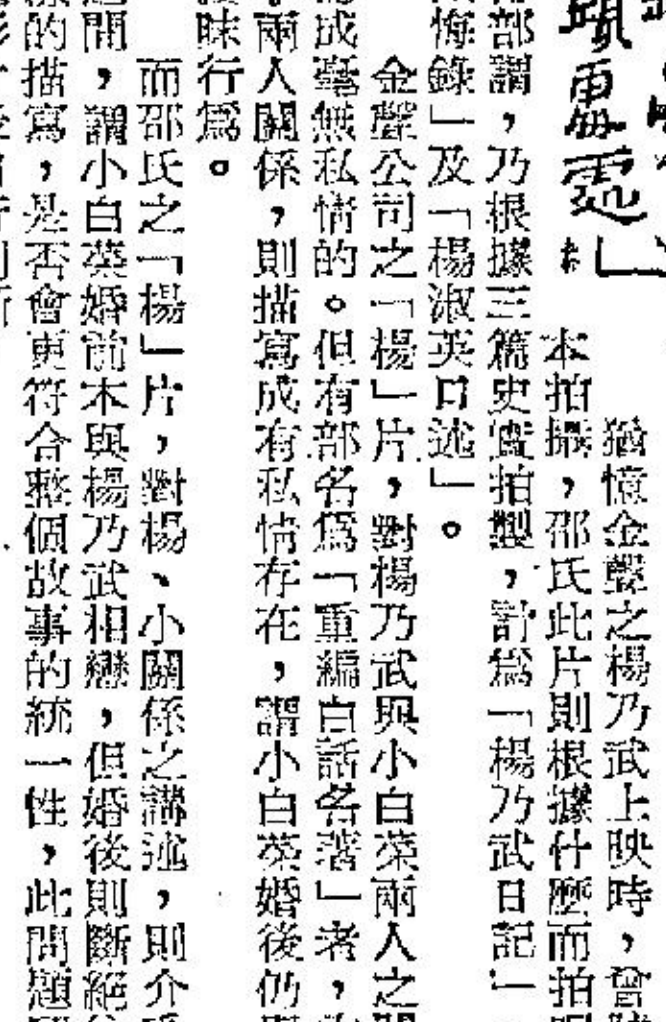 猶憶金聲之楊乃武上映時，曾
本拍攝，邵氏此片則根據什麽而拍
部謂，乃根據三篇史實拍製，計爲「楊乃武日記」
悔錄」及「楊淑英口述」。
金聲公司之「楊」片，對楊乃武與小白菜兩人之
成毫無私情的。但有部名爲「重編白話名著」者，
兩人關係，則描寫成有私情存在，謂小白菜婚後仍
昧行爲。
而邵氏之「楊」片，對楊、小關係之講述，則介
間，謂小白菜婚前木與楊乃武相戀，但婚後則斷絕
的描寫，是否會更符合整個故事的統一性，此問題